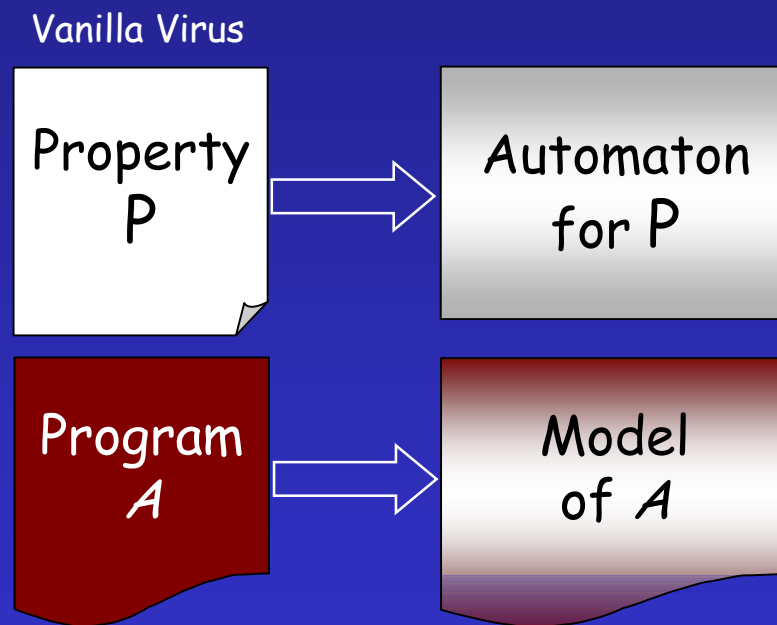 Vanilla Virus
Property
P
Automaton
for P
Program
A
Model
of A